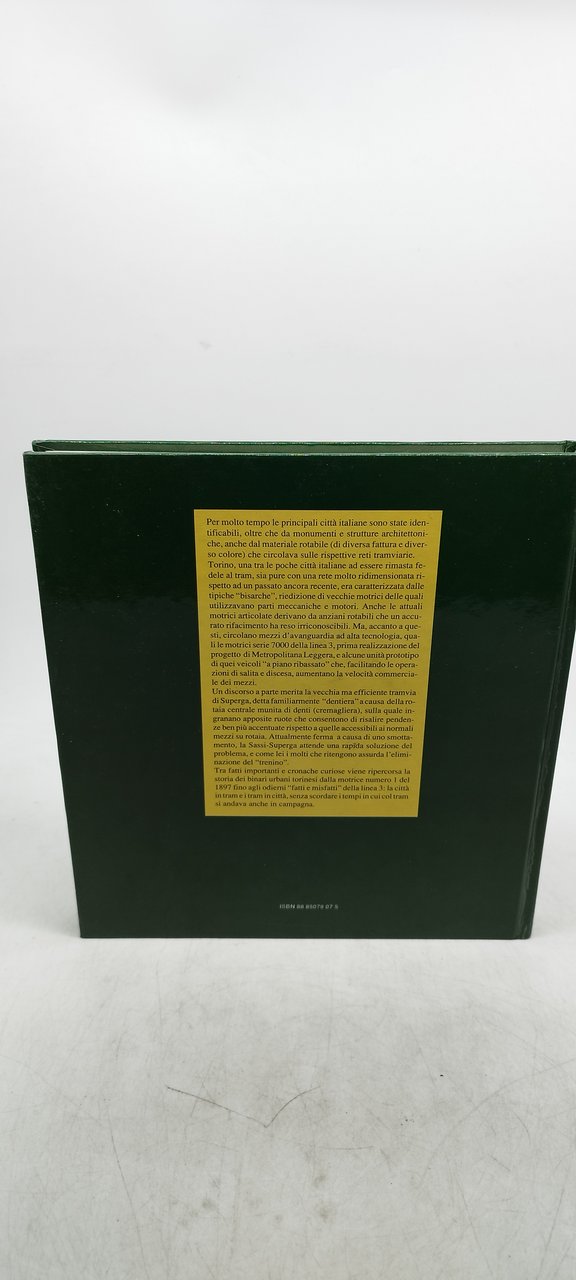 Per molto tempo le principali città italiane sono state iden-
tificabili, oltre che da monumenti e strutture architettoni-
che, anche dal materiale rotabile (di diversa fattura e diver-
so colore) che circolava sulle rispettive reti tramviarie.
Torino, una tra le poche città italiane ad essere rimasta fe-
dele al tram, sia pure con una rete molto ridimensionata ri-
spetto ad un passato ancora recente, era caratterizzata dalle
tipiche "bisarche", riedizione di vecchie motrici delle quali
utilizzavano parti meccaniche e motori. Anche le attuali
motrici articolate derivano da anziani rotabili che un accu-
rato rifacimento ha reso irriconoscibili. Ma, accanto a que-
sti, circolano mezzi d'avanguardia ad alta tecnologia, qua-
li le motrici serie 7000 della linea 3, prima realizzazione del
progetto di Metropolitana Leggera, e alcune unità prototipo
di quei veicoli "a piano ribassato" che, facilitando le opera-
zioni di salita e discesa, aumentano la velocità commercia-
le dei mezzi.
Un discorso a parte merita la vecchia ma efficiente tramvia
di Superga, detta familiarmente "dentiera" a causa della ro-
taia centrale munita di denti (cremagliera), sulla quale in-
granano apposite ruote che consentono di risalire penden-
ze ben più accentuate rispetto a quelle accessibili ai normali
mezzi su rotaia. Attualmente ferma a causa di uno smotta-
mento, la Sassi-Superga attende una rapida soluzione del
problema, e come lei i molti che ritengono assurda l'elimi-
nazione del "trenino".
Tra fatti importanti e cronache curiose viene ripercorsa la
storia dei binari urbani torinesi dalla motrice numero 1 del
1897 fino agli odierni "fatti e misfatti" della linea 3: la città
in tram e i tram in città, senza scordare i tempi in cui col tram
si andava anche in campagna.
ISBN 88 85079 07 5